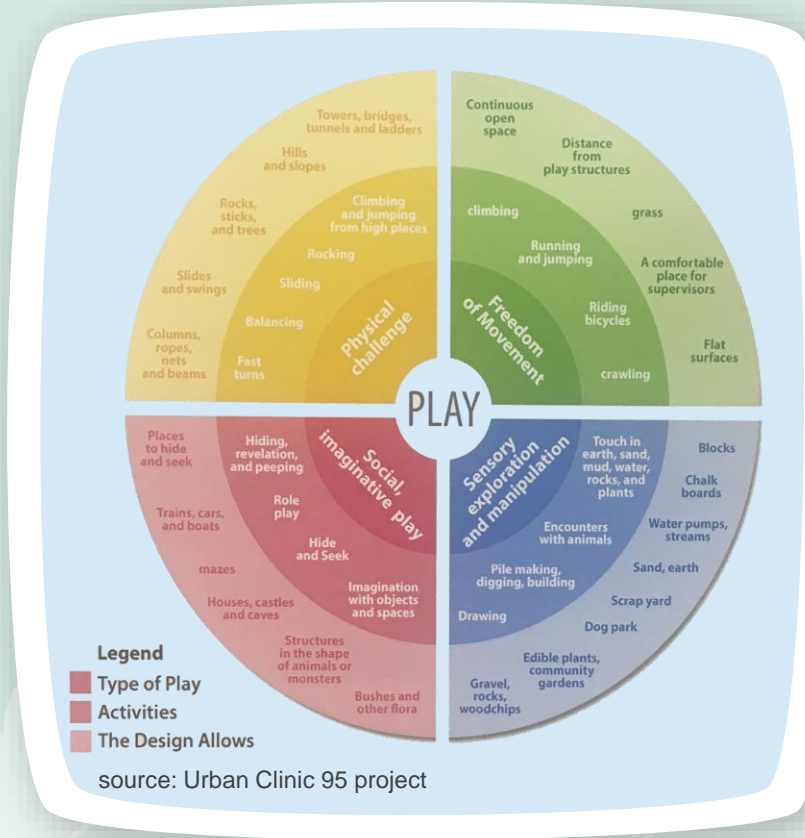 Towers, bridges,
tunnels and ladders
Hills
and slopes
Rocks,
sticks,
and trees
Slides
and swings
Columns,
ropes,
nets
and beams
Climbing
and jumping
from high places
Rocking
Sliding
Balancing
Fast
turns
Physical
challenge
Continuous
open
space
Distance
from
play structures
grass
A comfortable
place for
supervisors
Flat
surfaces
climbing
Running
and jumping
Riding
bicycles
crawling
Freedom
of Movement
PLAY
Places
to hide
and seek
Trains, cars,
and boats
mazes
Houses, castles
and caves
Structures
in the shape
of animals or
monsters
Bushes and
other flora
Hiding,
revelation,
and peeping
Role
play
Hide
and Seek
Imagination
with objects
and spaces
Social,
imaginative play
Sensory
exploration
and manipulation
Touch in
earth, sand,
mud, water,
rocks, and
plants
Encounters
with animals
Pile making,
digging, building
Drawing
Blocks
Chalk
boards
Water pumps,
streams
Sand, earth
Scrap yard
Dog park
Edible plants,
community
gardens
Gravel,
rocks,
woodchips
Legend
Type of Play
Activities
The Design Allows
source: Urban Clinic 95 project